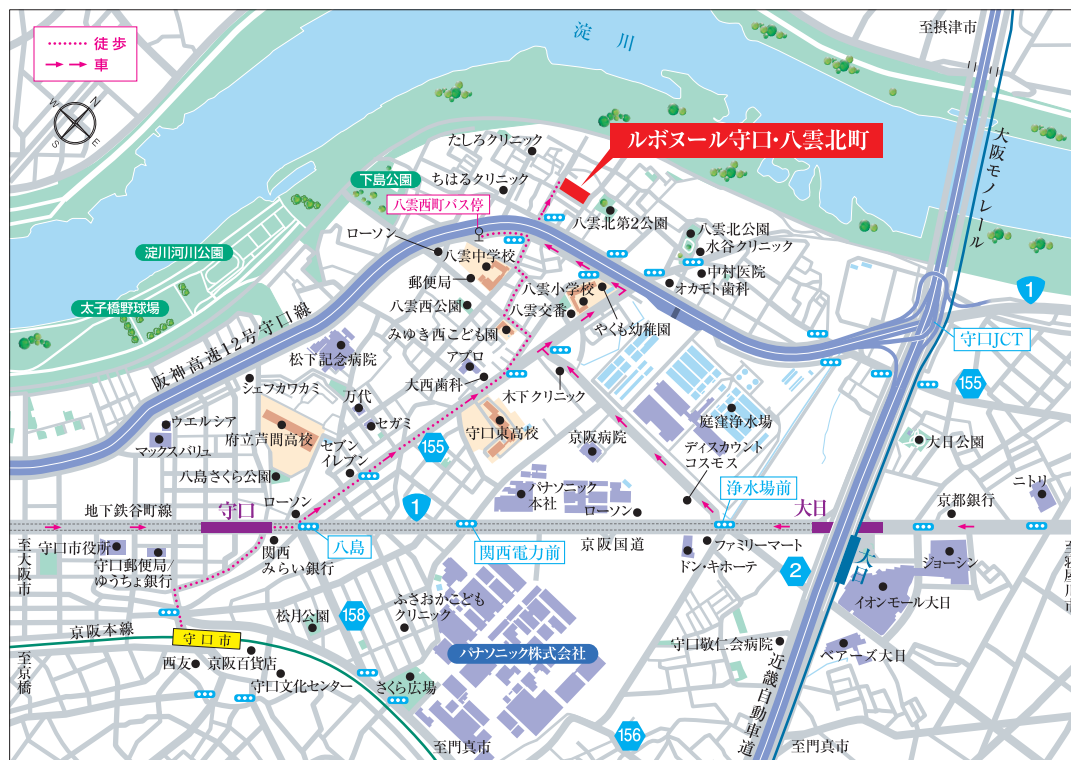 徒歩
車
N
W
E
S
淀川
至摂津市
大阪モノレール
ルボヌール守口・八雲北町
たしろクリニック
ちはるクリニック
下島公園
八雲西町バス停
八雲北第2公園
八雲北公園
水谷クリニック
ローソン
八雲中学校
郵便局
中村医院
オカモト歯科
淀川河川公園
八雲小学校
八雲交番
やくも幼稚園
1
太子橋野球場
八雲西公園
みゆき西こども園
守口JCT
阪神高速12号守口線
松下記念病院
アプロ
大西歯科
木下クリニック
155
シェフカワカミ
万代
セガミ
守口東高校
庭窪浄水場
ウエルシア
マックスバリュ
府立芦間高校
155
京阪病院
ディスカウント
コスモス
大日公園
セブン
イレブン
八島さくら公園
パナソニック
本社
ローソン
浄水場前
大日
京都銀行
ニトリ
地下鉄谷町線
守口
ローソン
1
八島
関西電力前
京阪国道
ファミリーマート
至大阪市
守口市役所
守口郵便局/
ゆうちょ銀行
関西
みらい銀行
ドン・キホーテ
2
大日
ジョーシン
至寝屋川市
イオンモール大日
松月公園
158
ふさおかこども
クリニック
京阪本線
守口市
パナソニック株式会社
守口敬仁会病院
ベアーズ大日
至京橋
西友
京阪百貨店
守口文化センター
さくら広場
近畿自動車道
156
至門真市
至門真市